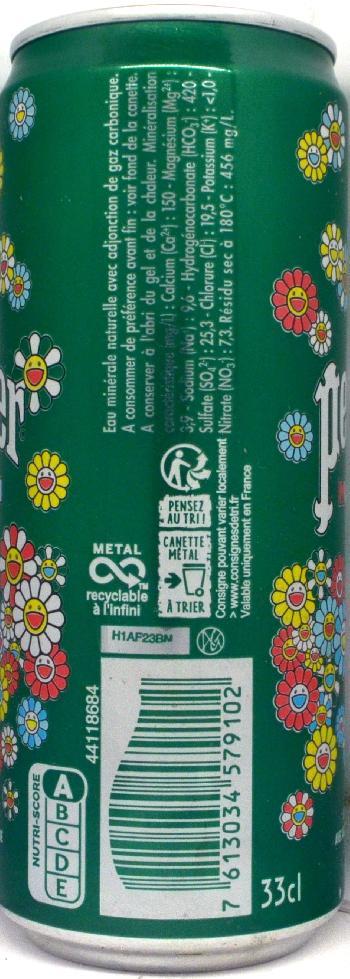 Eau minérale naturelle avec adjonction de gaz carbonique.
A consommer de préférence avant fin : voir fond de la canette.
A conserver à l'abri du gel et de la chaleur. Minéralisation
caractéristique (mg/L) : Calcium (Ca²⁺) : 150 - Magnésium (Mg²⁺) :
3,9 - Sodium (Na⁺) : 9,6 - Hydrogénocarbonate (HCO₃⁻) : 420 -
Sulfate (SO₄²⁻) : 25,3 - Chlorure (Cl⁻) : 19,5 - Potassium (K⁺) : <1,0 -
Nitrate (NO₃⁻) : 7,3. Résidu sec à 180°C : 456 mg/L.
METAL
recyclable
à l'infini
TM
PENSEZ
AU TRI !
CANETTE
MÉTAL
À TRIER
Consigne pouvant varier localement
> www.consignesdetri.fr
Valable uniquement en France
H1AF23BM
44118684
7 613034 579102
NUTRI-SCORE
A
B
C
D
E
33cl
er
pe